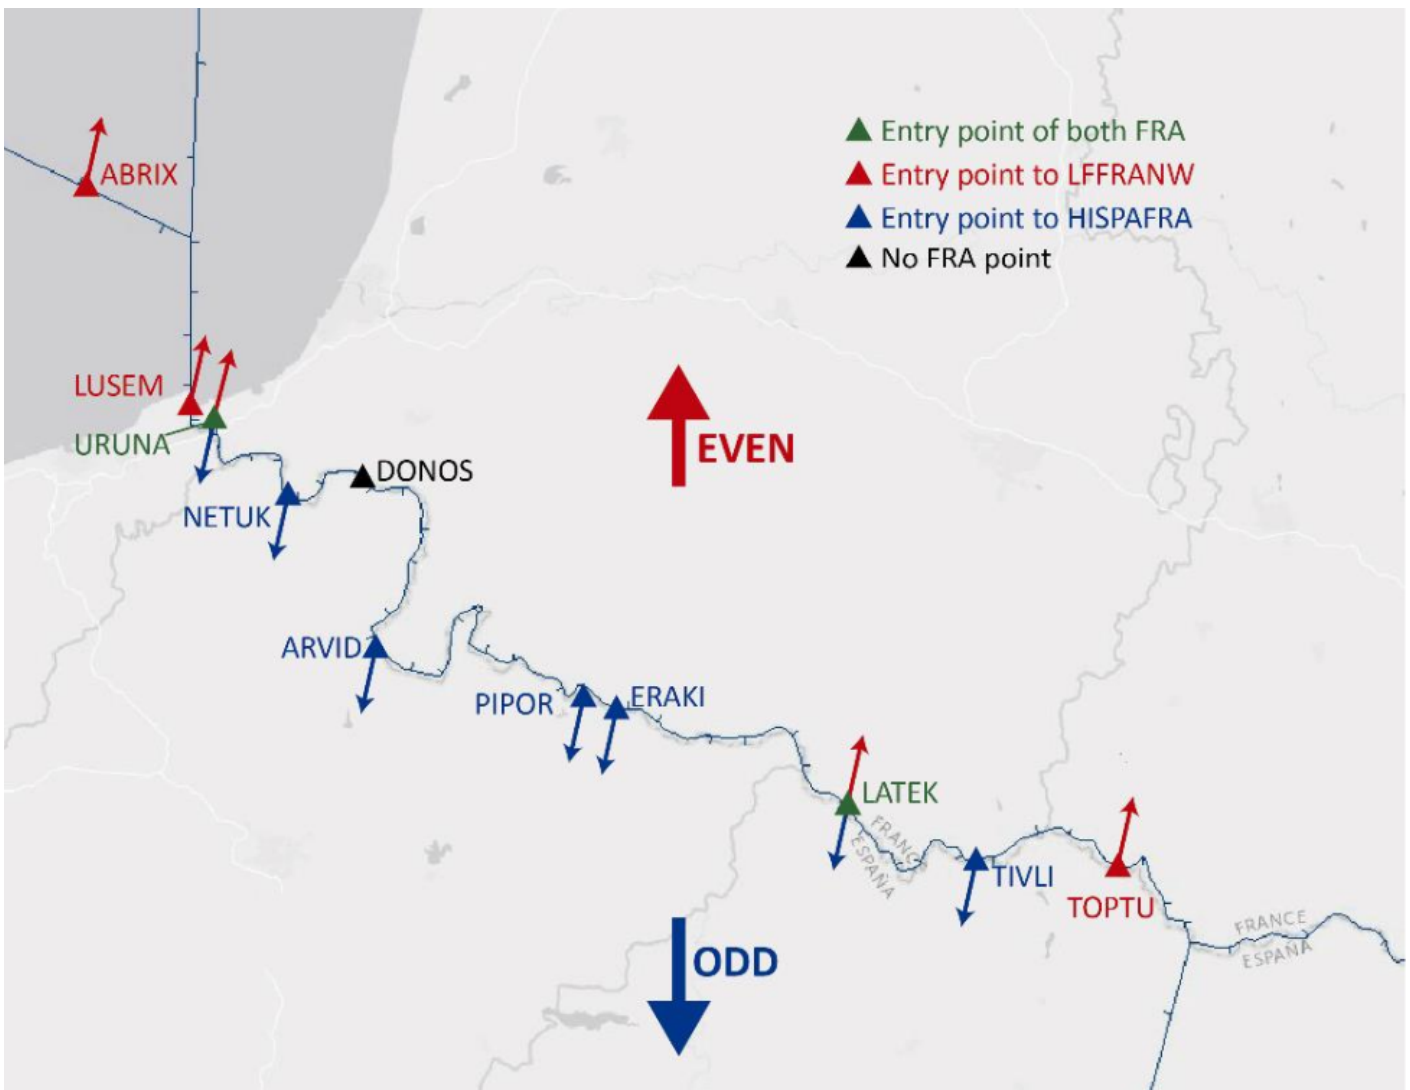 Entry point of both FRA
ABRIX
Entry point to LFFRANW
Entry point to HISPAFRA
No FRA point
LUSEM
URUNA
EVEN
DONOS
NETUK
ARVID
PIPOR
ERAKI
LATEK
FRANCE
ESPAÑA
TIVLI
TOPTU
FRANCE
ESPAÑA
ODD